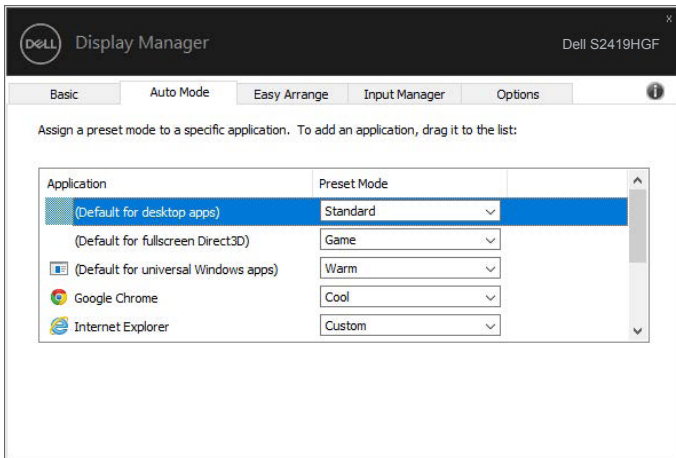 x
DELL Display Manager
Dell S2419HGF
Basic Auto Mode Easy Arrange Input Manager Options
Assign a preset mode to a specific application. To add an application, drag it to the list:
Application Preset Mode
(Default for desktop apps) Standard
(Default for fullscreen Direct3D) Game
(Default for universal Windows apps) Warm
Google Chrome Cool
Internet Explorer Custom